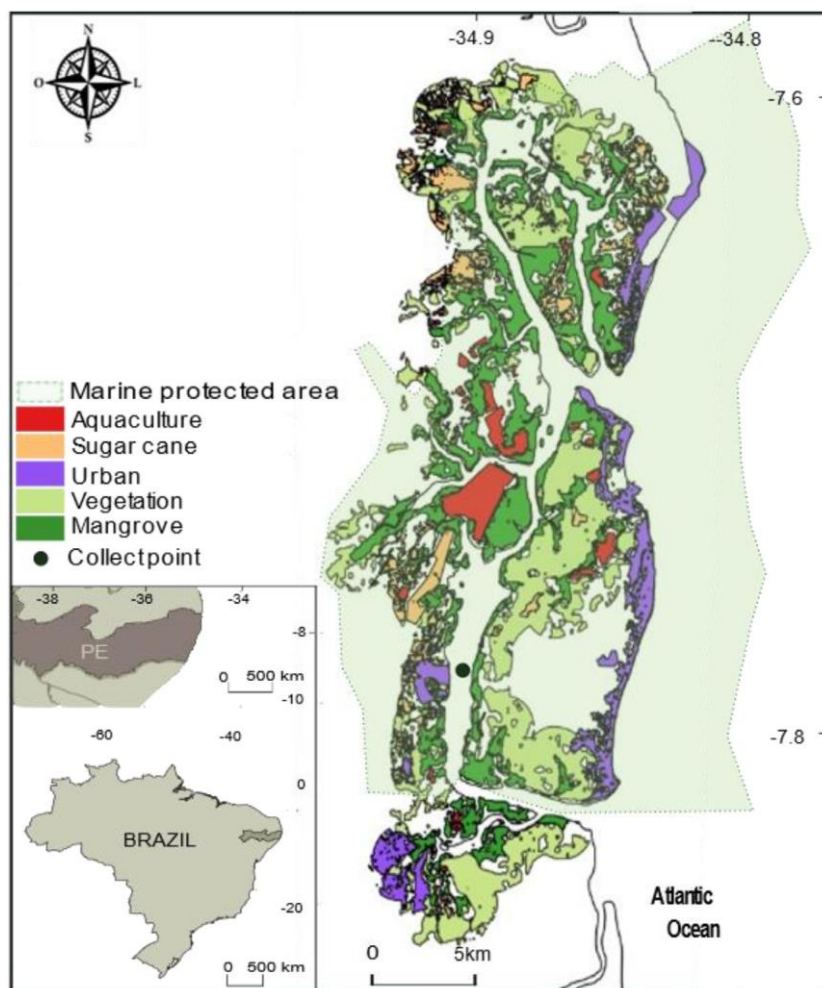 -34.9
-34.8
N
O
L
S
-7.6
Marine protected area
Aquaculture
Sugar cane
Urban
Vegetation
Mangrove
Collect point
-38
-36
-34
PE
-8
0 500 km
-10
-7.8
-60
-40
0
BRAZIL
-20
0 500 km
Atlantic
Ocean
0 5km